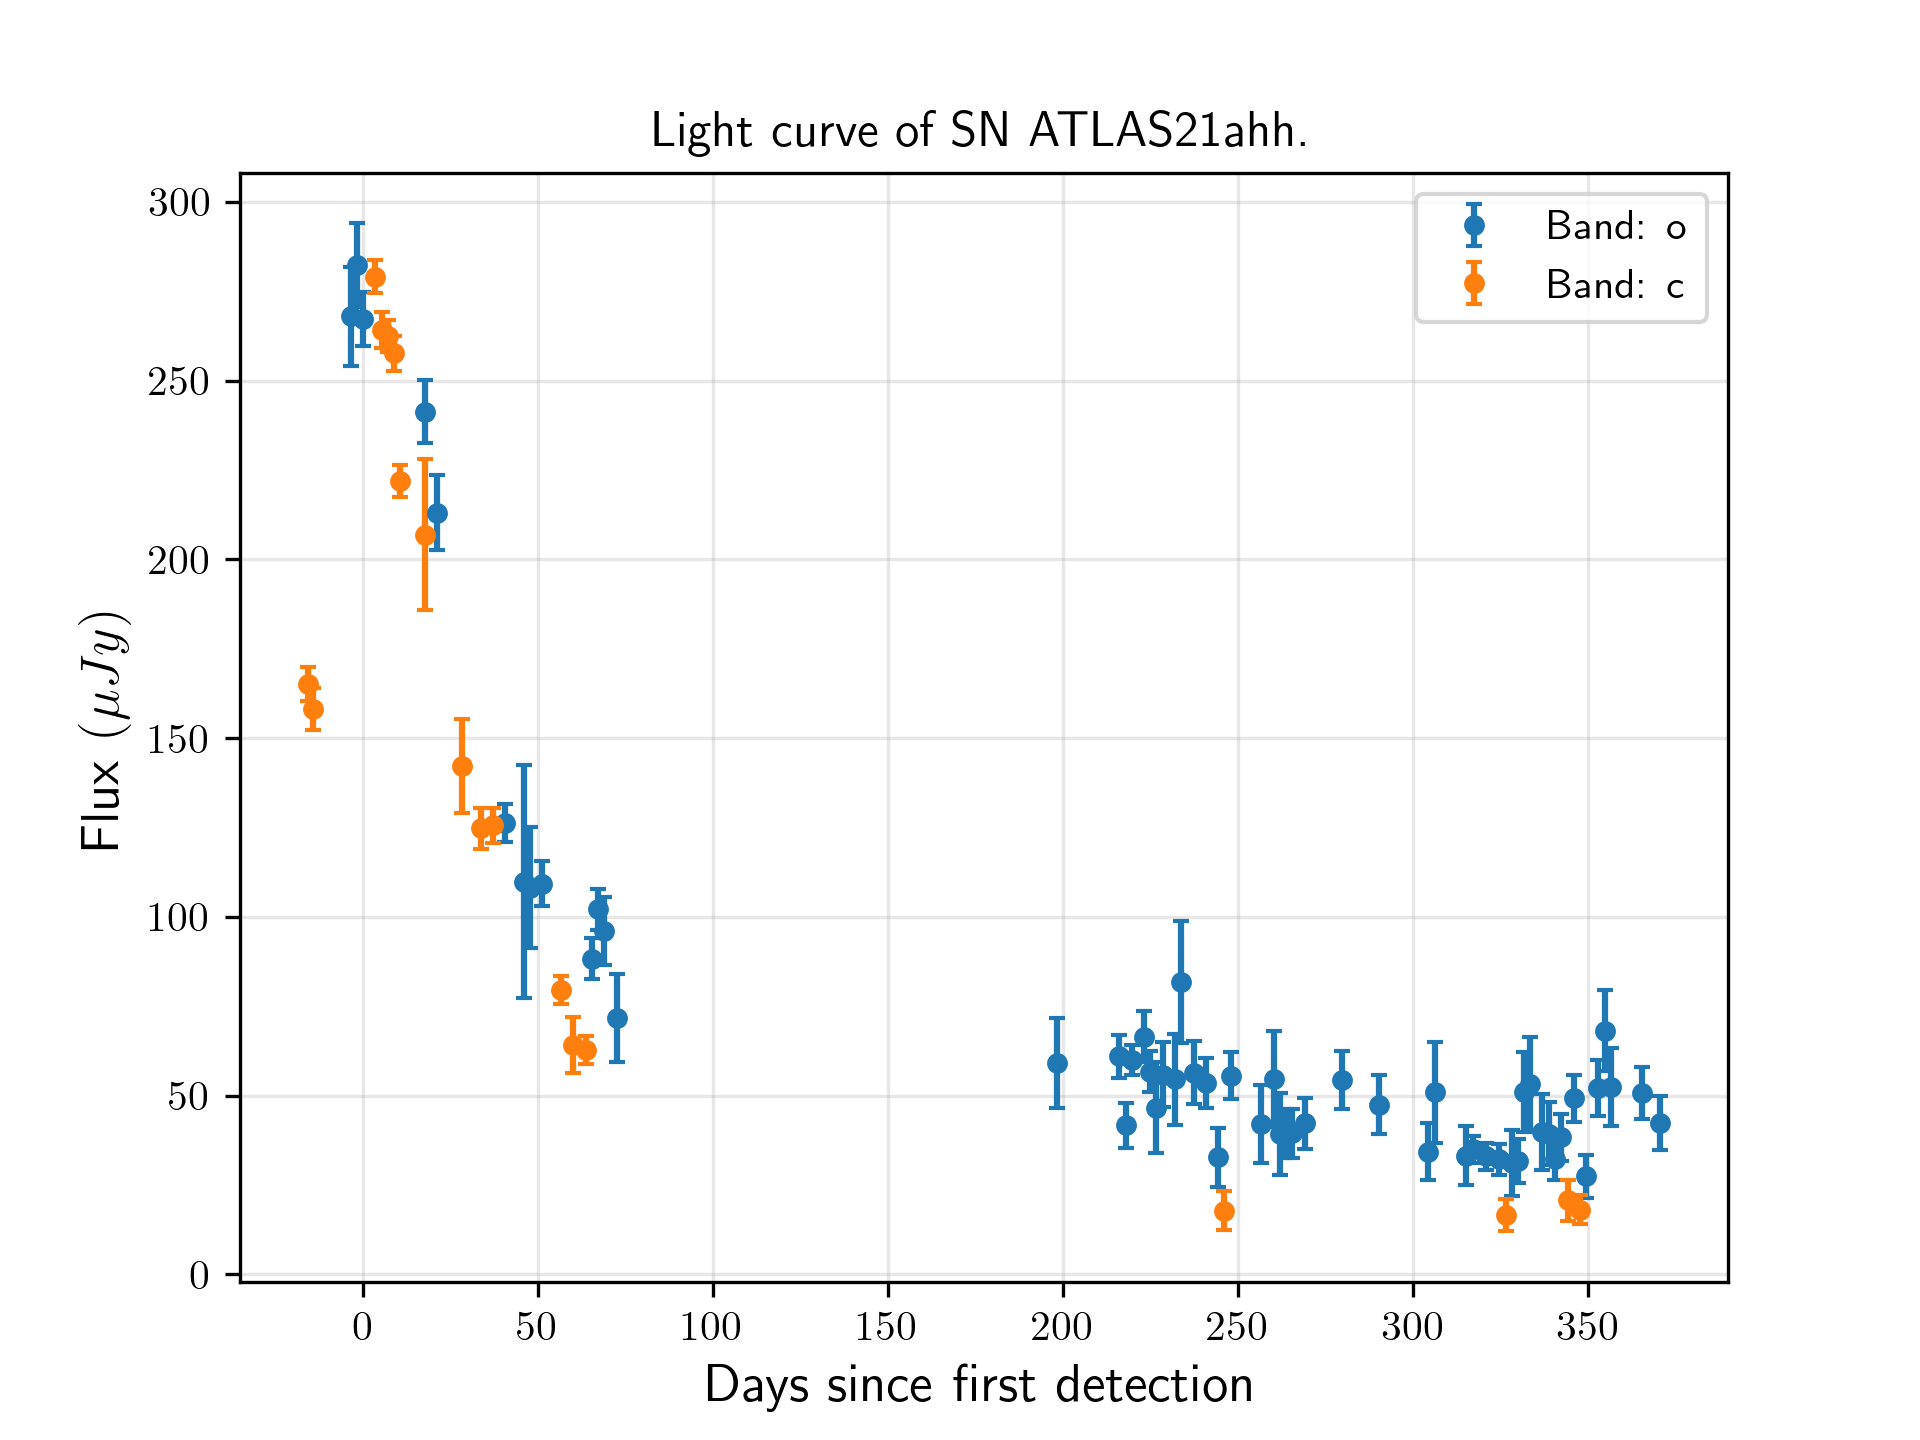 Light curve of SN ATLAS21ahh.
Band: o
Band: c
Flux (μJy)
300
250
200
150
100
50
0
0 50 100 150 200 250 300 350
Days since first detection